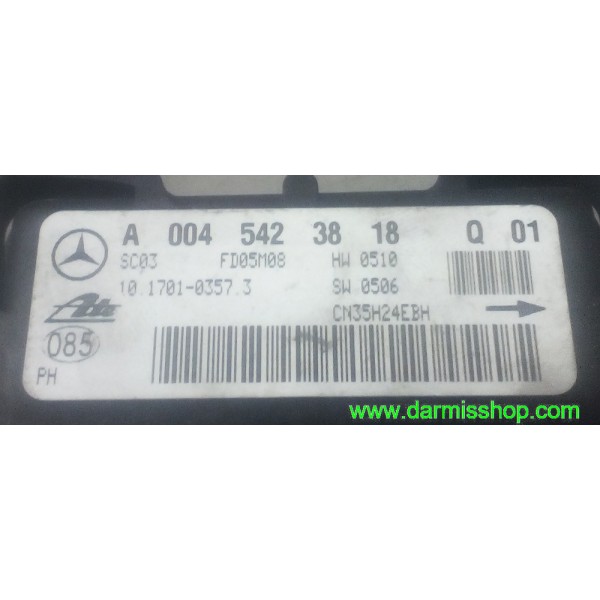 A 004 542 38 18 Q 01
SC03 FD05M08 HW 0510
10.1701-0357.3 SW 0506
Ate CN35H24EBH
085
PH
www.darmisshop.com